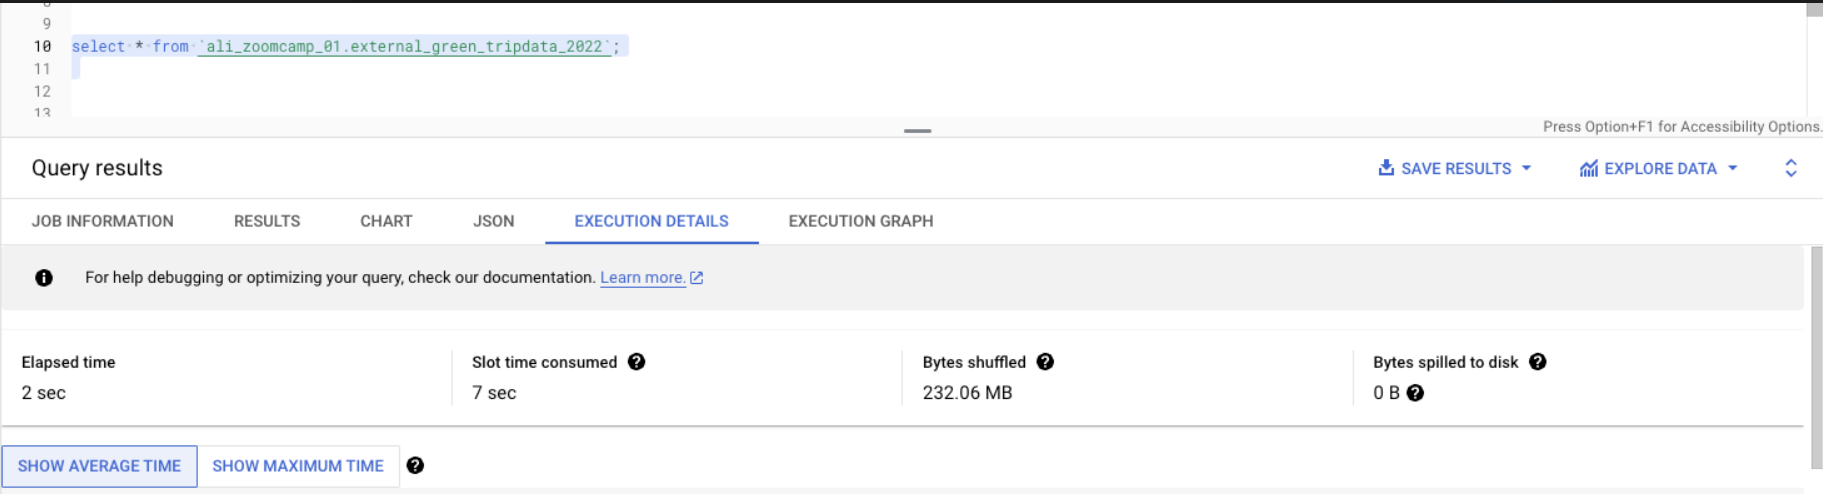 9
10 select * from `ali_zoomcamp_01.external_green_tripdata_2022`;
11
12
13
Press Option+F1 for Accessibility Options.
Query results
SAVE RESULTS
EXPLORE DATA
JOB INFORMATION RESULTS CHART JSON EXECUTION DETAILS EXECUTION GRAPH
For help debugging or optimizing your query, check our documentation. Learn more.
Elapsed time Slot time consumed Bytes shuffled Bytes spilled to disk
2 sec 7 sec 232.06 MB 0 B
SHOW AVERAGE TIME SHOW MAXIMUM TIME